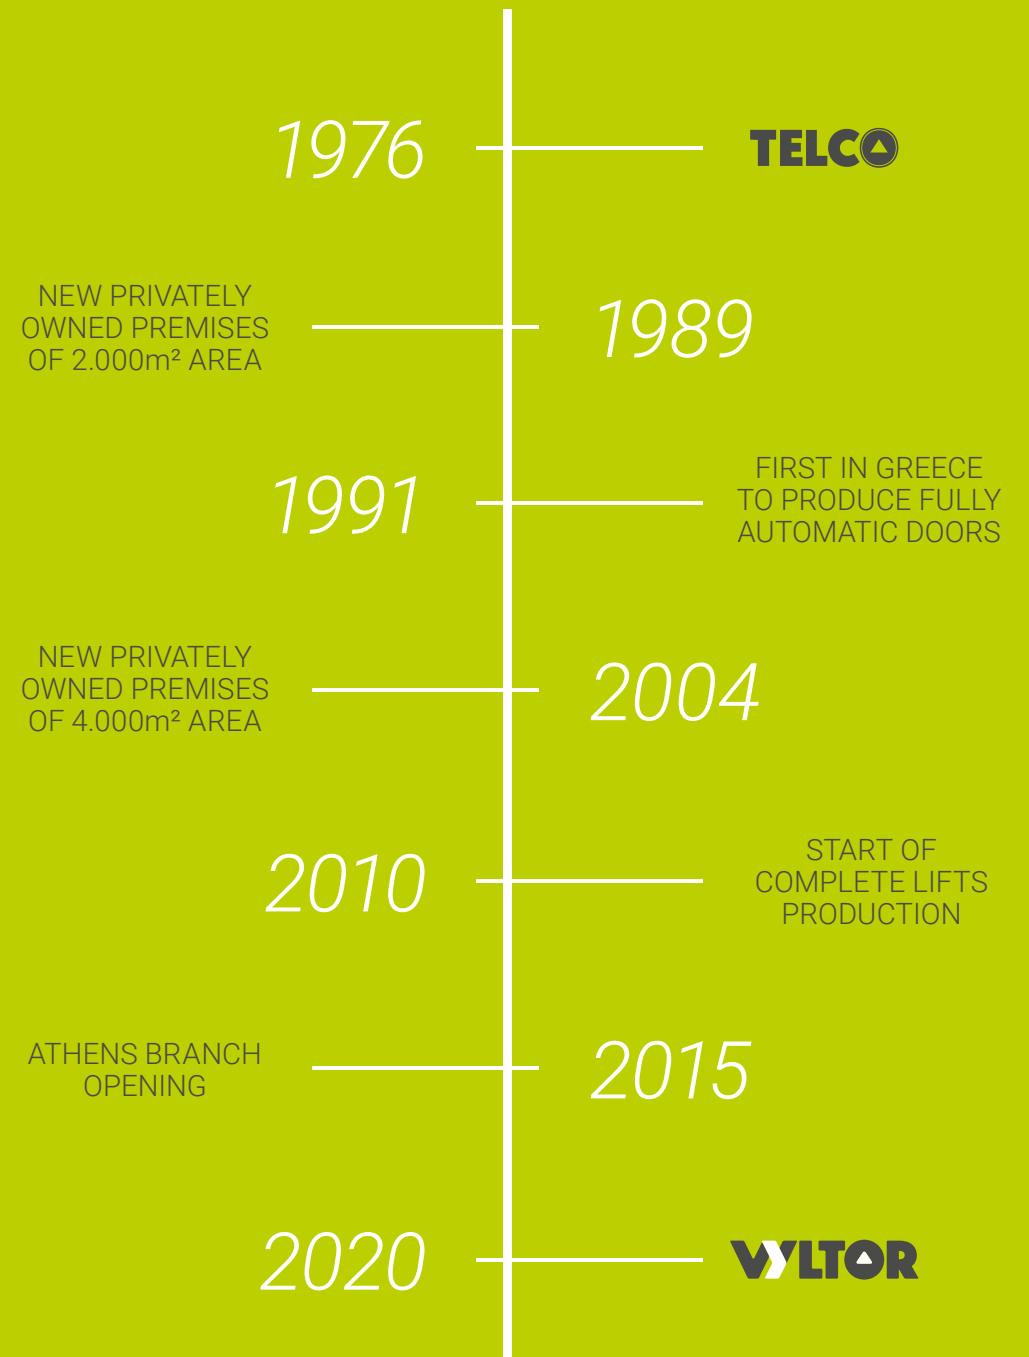 1976
TELCO
NEW PRIVATELY
OWNED PREMISES
OF 2.000m² AREA
1989
1991
FIRST IN GREECE
TO PRODUCE FULLY
AUTOMATIC DOORS
NEW PRIVATELY
OWNED PREMISES
OF 4.000m² AREA
2004
2010
START OF
COMPLETE LIFTS
PRODUCTION
ATHENS BRANCH
OPENING
2015
2020
VYLTOR